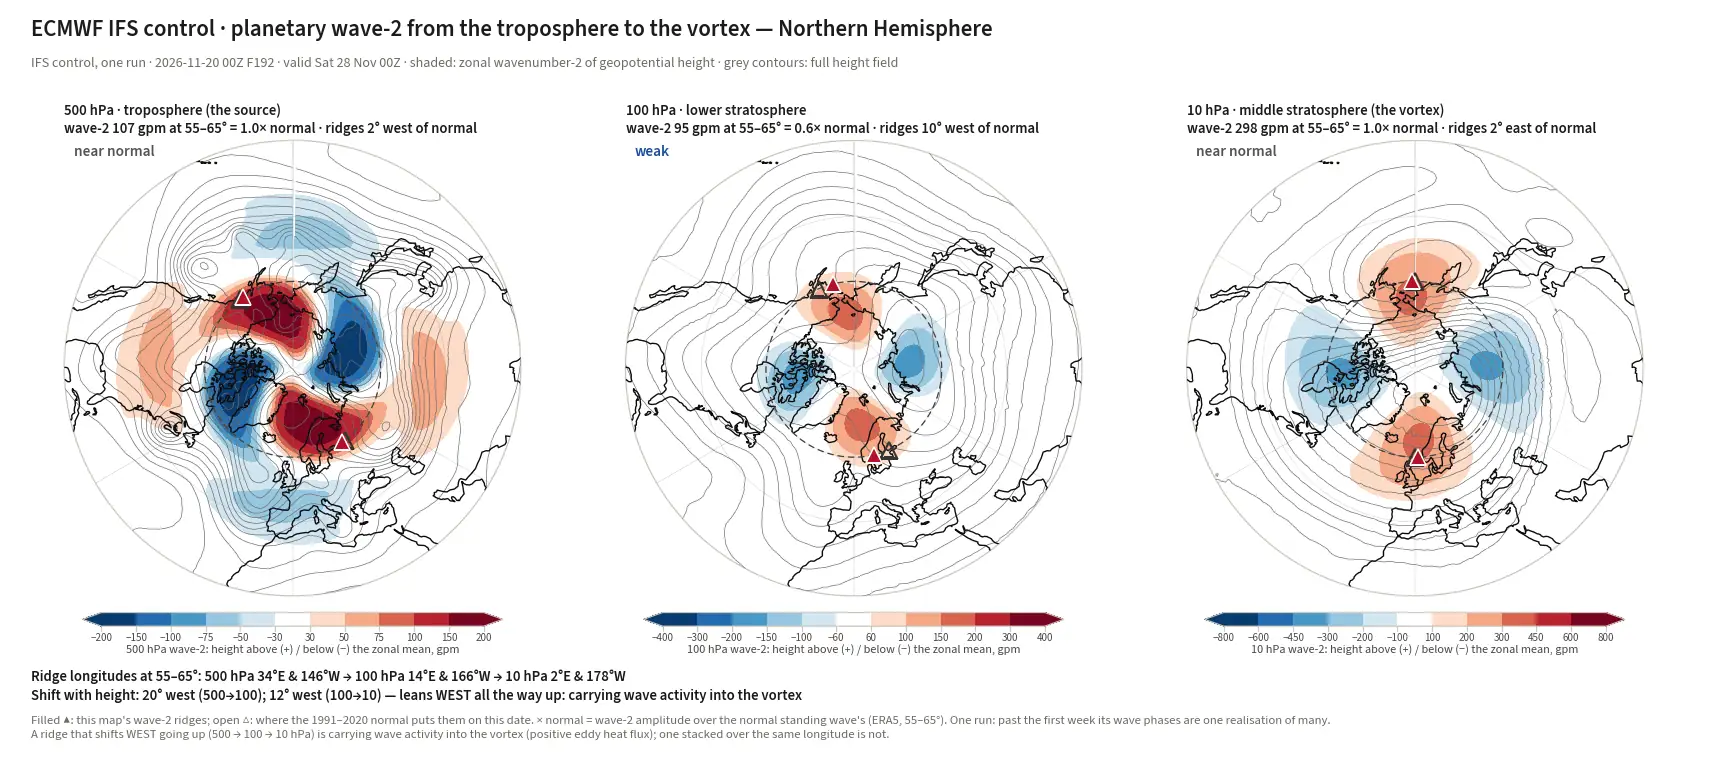 ECMWF IFS control · planetary wave-2 from the troposphere to the vortex — Northern Hemisphere
IFS control, one run · 2026-11-20 00Z F192 · valid Sat 28 Nov 00Z · shaded: zonal wavenumber-2 of geopotential height · grey contours: full height field
500 hPa · troposphere (the source)
wave-2 107 gpm at 55–65° = 1.0× normal · ridges 2° west of normal
near normal
100 hPa · lower stratosphere
wave-2 95 gpm at 55–65° = 0.6× normal · ridges 10° west of normal
weak
10 hPa · middle stratosphere (the vortex)
wave-2 298 gpm at 55–65° = 1.0× normal · ridges 2° east of normal
near normal
−200 −150 −100 −75 −50 −30 30 50 75 100 150 200
500 hPa wave-2: height above (+) / below (−) the zonal mean, gpm
−400 −300 −200 −150 −100 −60 60 100 150 200 300 400
100 hPa wave-2: height above (+) / below (−) the zonal mean, gpm
−800 −600 −450 −300 −200 −100 100 200 300 450 600 800
10 hPa wave-2: height above (+) / below (−) the zonal mean, gpm
Ridge longitudes at 55–65°: 500 hPa 34°E & 146°W → 100 hPa 14°E & 166°W → 10 hPa 2°E & 178°W
Shift with height: 20° west (500→100); 12° west (100→10) — leans WEST all the way up: carrying wave activity into the vortex
Filled ▲: this map's wave-2 ridges; open △: where the 1991–2020 normal puts them on this date. × normal = wave-2 amplitude over the normal standing wave's (ERA5, 55–65°). One run: past the first week its wave phases are one realisation of many.
A ridge that shifts WEST going up (500 → 100 → 10 hPa) is carrying wave activity into the vortex (positive eddy heat flux); one stacked over the same longitude is not.